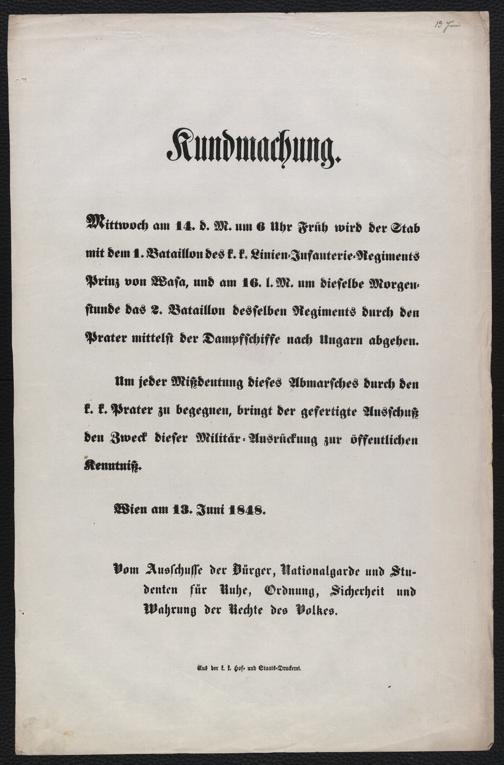 13 Jun
Kundmachung.
Mittwoch am 14. d. M. um 6 Uhr Früh wird der Stab
mit dem 1. Bataillon des k. k. Linien-Infanterie-Regiments
Prinz von Wasa, und am 16. l. M. um dieselbe Morgen-
stunde das 2. Bataillon desselben Regiments durch den
Prater mittelst der Dampfschiffe nach Ungarn abgehen.
Um jeder Mißdeutung dieses Abmarsches durch den
k. k. Prater zu begegnen, bringt der gefertigte Ausschuß
den Zweck dieser Militär-Ausrückung zur öffentlichen
Kenntniß.
Wien am 13. Juni 1848.
Vom Ausschusse der Bürger, Nationalgarde und Stu-
denten für Ruhe, Ordnung, Sicherheit und
Wahrung der Rechte des Volkes.
Aus der k. k. Hof- und Staats-Druckerei.